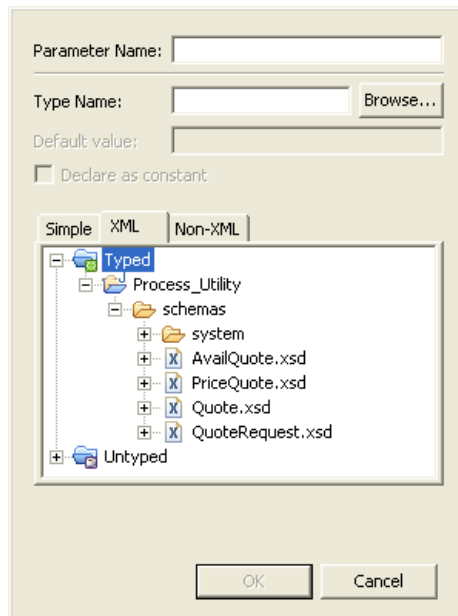 Parameter Name:
Type Name:
Browse...
Default value:
Declare as constant
Simple XML Non-XML
Typed
Process_Utility
schemas
system
AvailQuote.xsd
PriceQuote.xsd
Quote.xsd
QuoteRequest.xsd
Untyped
OK Cancel